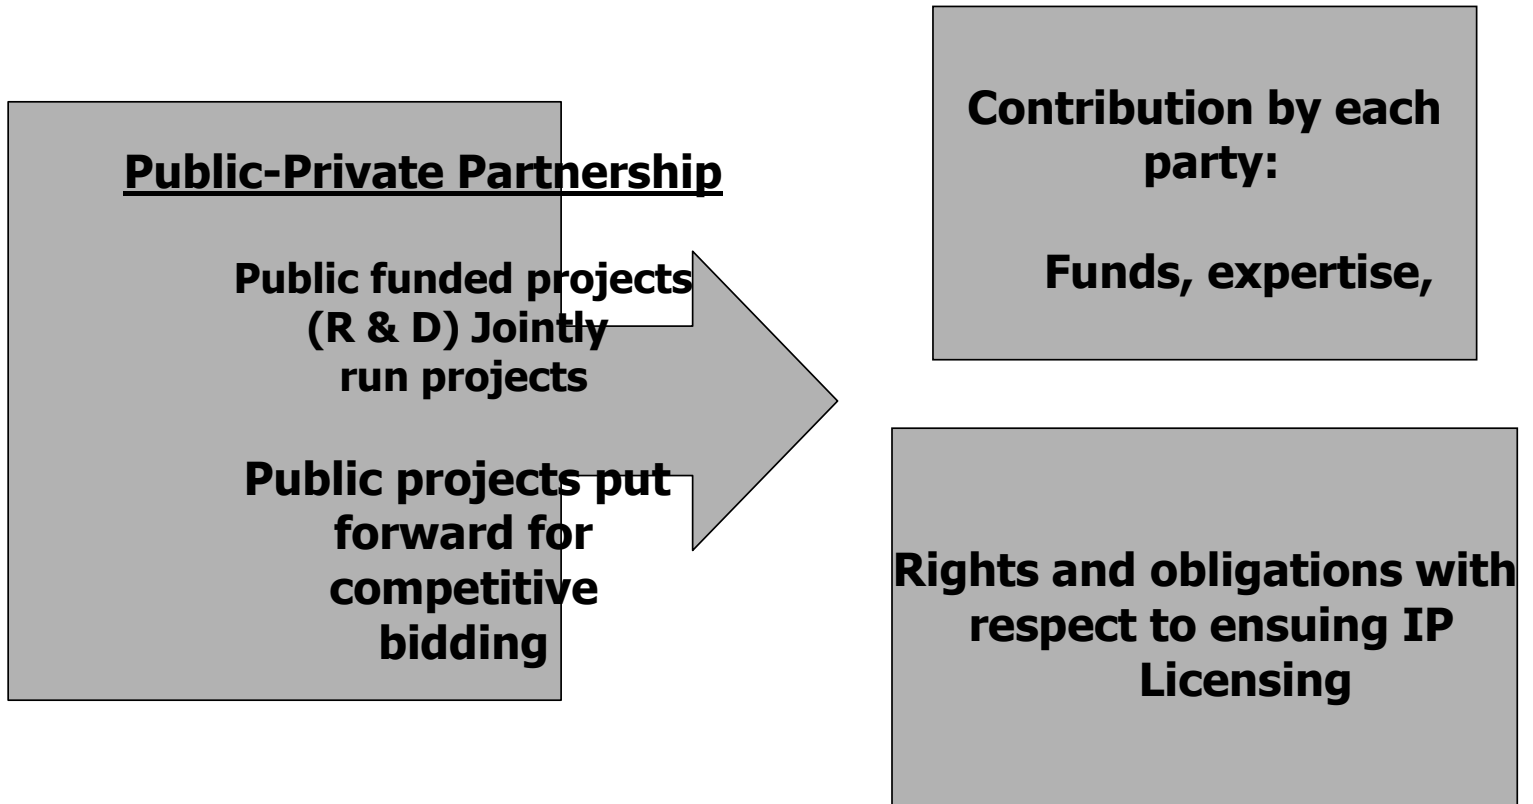 Public-Private Partnership
Public funded projects
(R & D) Jointly
run projects
Public projects put
forward for
competitive
bidding
Contribution by each
party:
Funds, expertise,
Rights and obligations with
respect to ensuing IP
Licensing